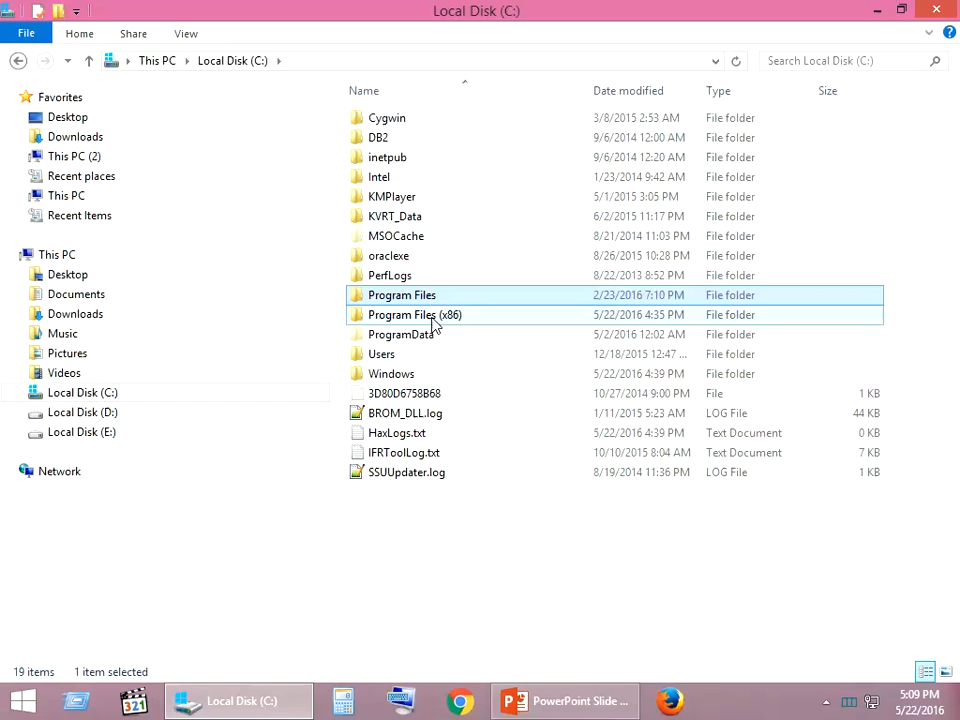 Local Disk (C:)
File Home Share View
This PC Local Disk (C:) Search Local Disk (C:)
Name Date modified Type Size
Favorites
Desktop
Downloads
This PC (2)
Recent places
This PC
Recent Items
This PC
Desktop
Documents
Downloads
Music
Pictures
Videos
Local Disk (C:)
Local Disk (D:)
Local Disk (E:)
Network
Cygwin 3/8/2015 2:53 AM File folder
DB2 9/6/2014 12:00 AM File folder
inetpub 9/6/2014 12:20 AM File folder
Intel 1/23/2014 9:42 AM File folder
KMPlayer 5/1/2015 3:05 PM File folder
KVRT_Data 6/2/2015 11:17 PM File folder
MSOCache 8/21/2014 11:03 PM File folder
oraclexe 8/26/2015 10:28 PM File folder
PerfLogs 8/22/2013 8:52 PM File folder
Program Files 2/23/2016 7:10 PM File folder
Program Files (x86) 5/22/2016 4:35 PM File folder
ProgramData 5/2/2016 12:02 AM File folder
Users 12/18/2015 12:47 ... File folder
Windows 5/22/2016 4:39 PM File folder
3D80D6758B68 10/27/2014 9:00 PM File 1 KB
BROM_DLL.log 1/11/2015 5:23 AM LOG File 44 KB
HaxLogs.txt 5/22/2016 4:39 PM Text Document 0 KB
IFRToolLog.txt 10/10/2015 8:04 AM Text Document 7 KB
SSUUpdater.log 8/19/2014 11:36 PM LOG File 1 KB
19 items 1 item selected
321 Local Disk (C:) PowerPoint Slide ... 5:09 PM
5/22/2016